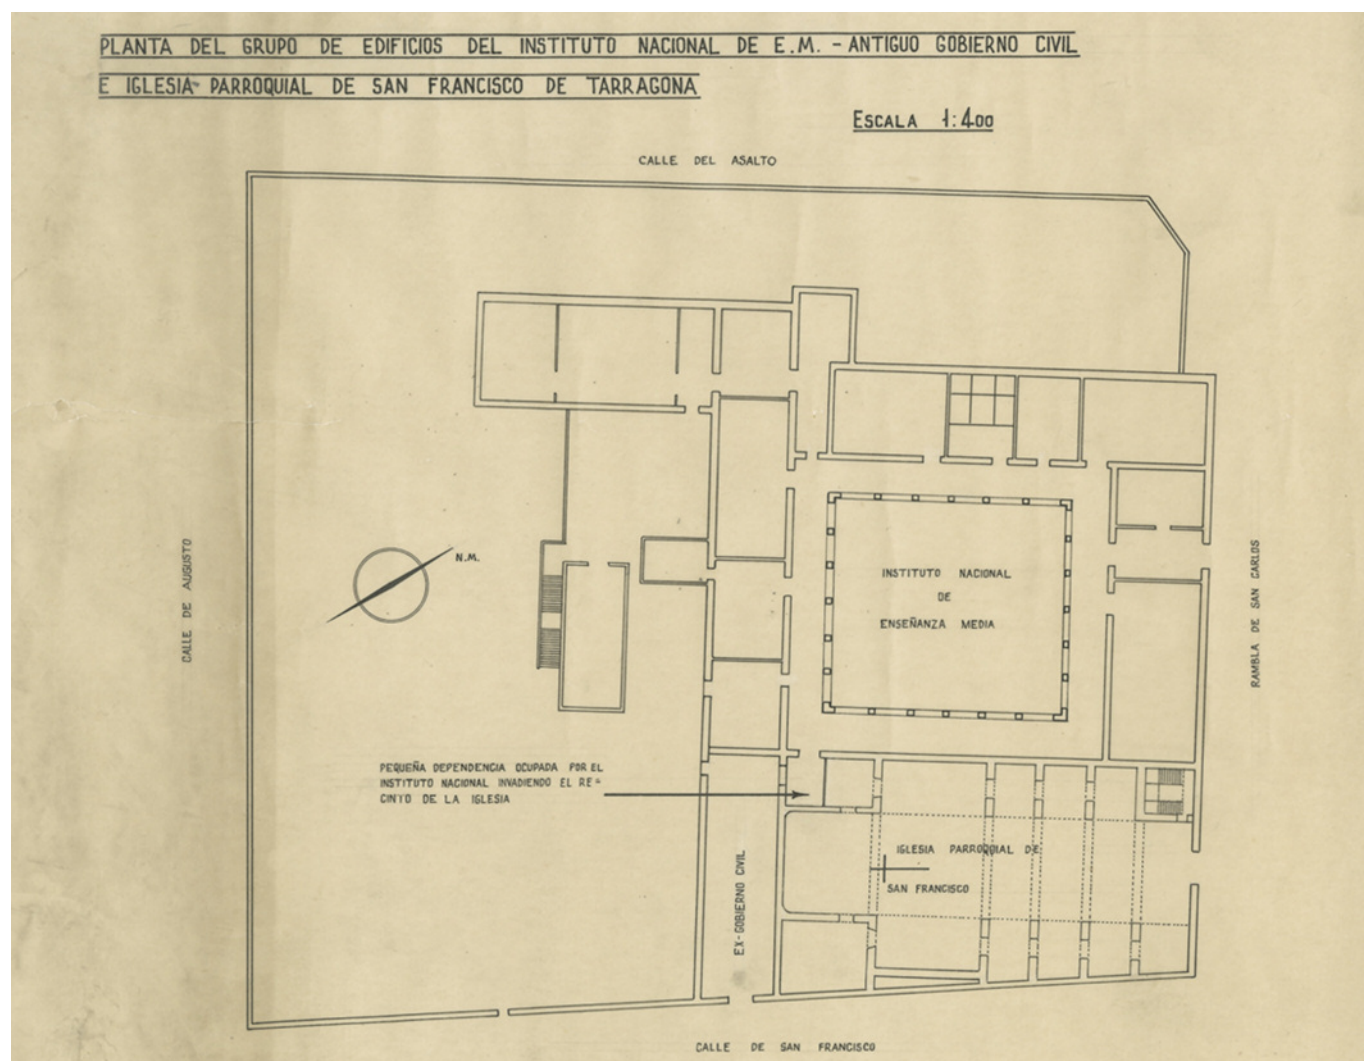 PLANTA DEL GRUPO DE EDIFICIOS DEL INSTITUTO NACIONAL DE E.M. - ANTIGUO GOBIERNO CIVIL
E IGLESIA- PARROQUIAL DE SAN FRANCISCO DE TARRAGONA
ESCALA 1:400
CALLE DEL ASALTO
N.M.
CALLE DE AUGUSTO
INSTITUTO NACIONAL
DE
ENSEÑANZA MEDIA
RAMBLA DE SAN CARLOS
PEQUEÑA DEPENDENCIA OCUPADA POR EL
INSTITUTO NACIONAL INVADIENDO EL RE=
CINTO DE LA IGLESIA
EX-GOBIERNO CIVIL
IGLESIA PARROQUIAL DE
SAN FRANCISCO
CALLE DE SAN FRANCISCO